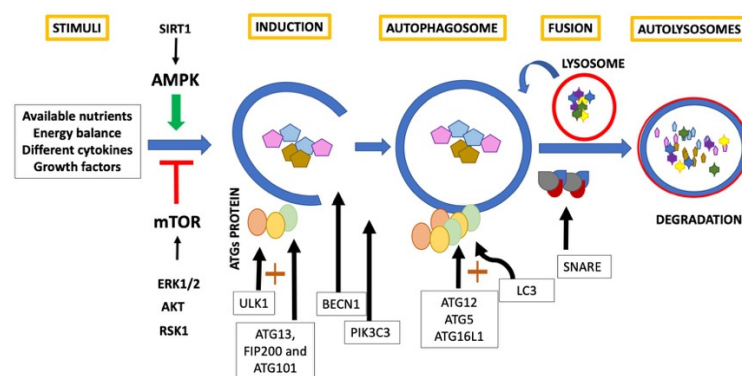 STIMULI
INDUCTION
AUTOPHAGOSOME
FUSION
AUTOLYSOSOMES
SIRT1
AMPK
LYSOSOME
Available nutrients
Energy balance
Different cytokines
Growth factors
mTOR
ERK1/2
AKT
RSK1
ATGs PROTEIN
ULK1
ATG13,
FIP200 and
ATG101
BECN1
PIK3C3
ATG12
ATG5
ATG16L1
LC3
SNARE
DEGRADATION